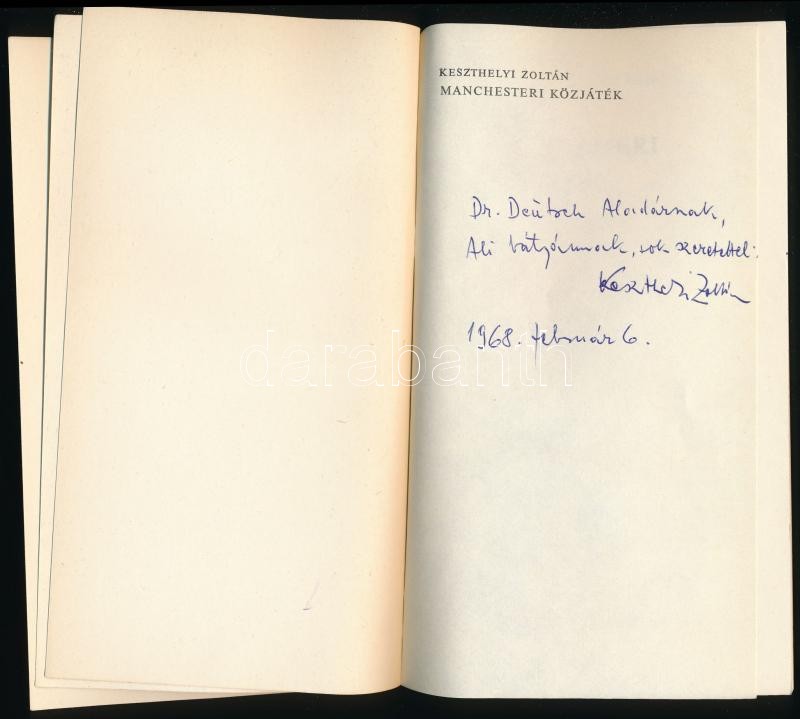 KESZTHELYI ZOLTÁN
MANCHESTERI KÖZJÁTÉK
Dr. Deutsch Aladárnak,
Ali bátyámnak, sok szeretettel:
Keszthelyi Zoltán
1968. február 6.
darabanth